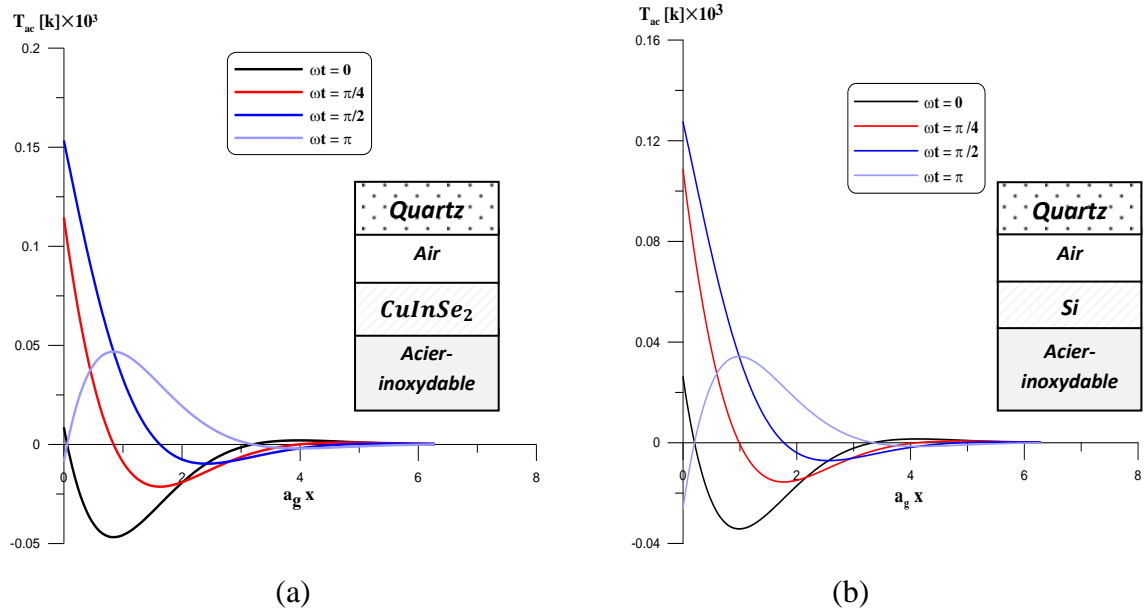 T_ac [k]×10³
0.2
0.15
0.1
0.05
0
-0.05
0
2
4
6
8
a_g x
ωt = 0
ωt = π/4
ωt = π/2
ωt = π
Quartz
Air
CuInSe₂
Acier-
inoxydable
(a)
T_ac [k]×10³
0.16
0.12
0.08
0.04
0
-0.04
0
2
4
6
8
a_g x
ωt = 0
ωt = π/4
ωt = π/2
ωt = π
Quartz
Air
Si
Acier-
inoxydable
(b)